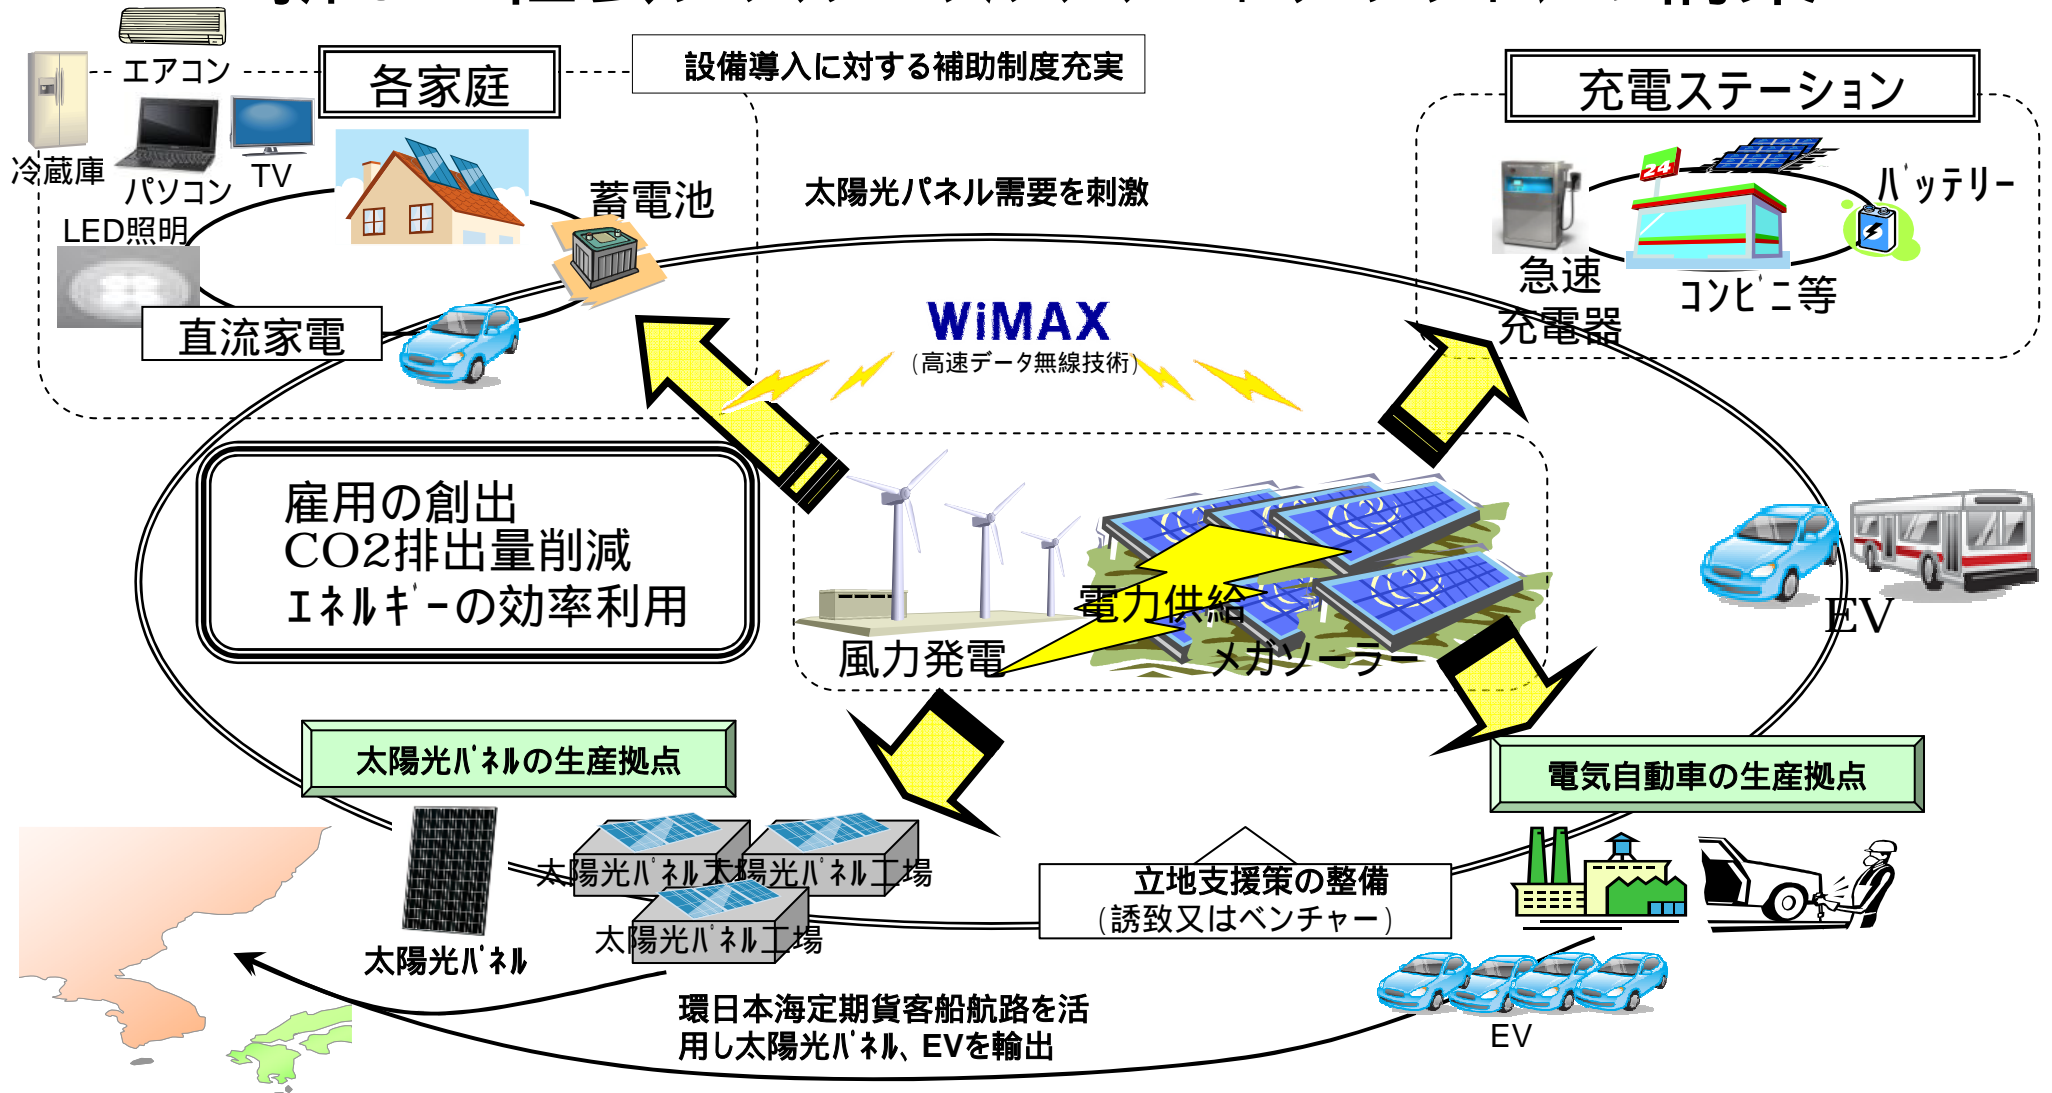 エアコン
各家庭
設備導入に対する補助制度充実
充電ステーション
冷蔵庫
パソコン
TV
蓄電池
LED照明
直流家電
太陽光パネル需要を刺激
24
ﾊﾞｯﾃﾘｰ
急速
充電器
ｺﾝﾋﾞﾆ等
WiMAX
(高速データ無線技術)
雇用の創出
CO2排出量削減
ｴﾈﾙｷﾞｰの効率利用
電力供給
風力発電
メガソーラー
EV
太陽光ﾊﾟﾈﾙの生産拠点
電気自動車の生産拠点
太陽光ﾊﾟﾈﾙ工場
太陽光ﾊﾟﾈﾙ工場
太陽光ﾊﾟﾈﾙ工場
太陽光ﾊﾟﾈﾙ
立地支援策の整備
(誘致又はベンチャー)
環日本海定期貨客船航路を活
用し太陽光ﾊﾟﾈﾙ、EVを輸出
EV